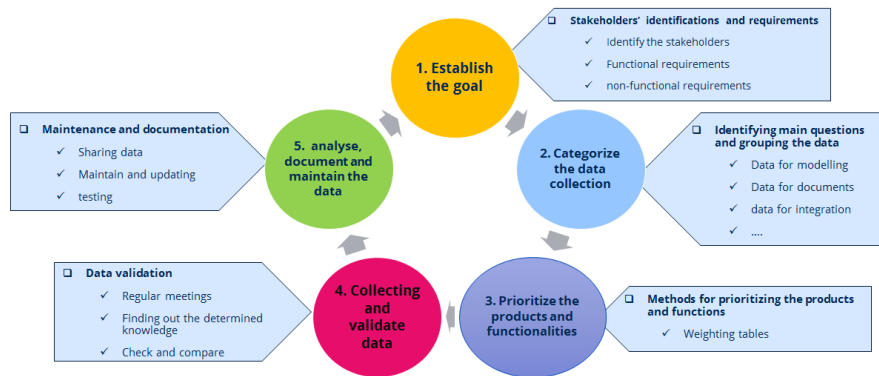 1. Establish
the goal
Stakeholders' identifications and requirements
✓ Identify the stakeholders
✓ Functional requirements
✓ non-functional requirements
2. Categorize
the data
collection
Identifying main questions
and grouping the data
✓ Data for modelling
✓ Data for documents
✓ data for integration
✓ ....
3. Prioritize the
products and
functionalities
Methods for prioritizing the products
and functions
✓ Weighting tables
4. Collecting
and
validate
data
Data validation
✓ Regular meetings
✓ Finding out the determined
knowledge
✓ Check and compare
5. analyse,
document and
maintain the
data
Maintenance and documentation
✓ Sharing data
✓ Maintain and updating
✓ testing